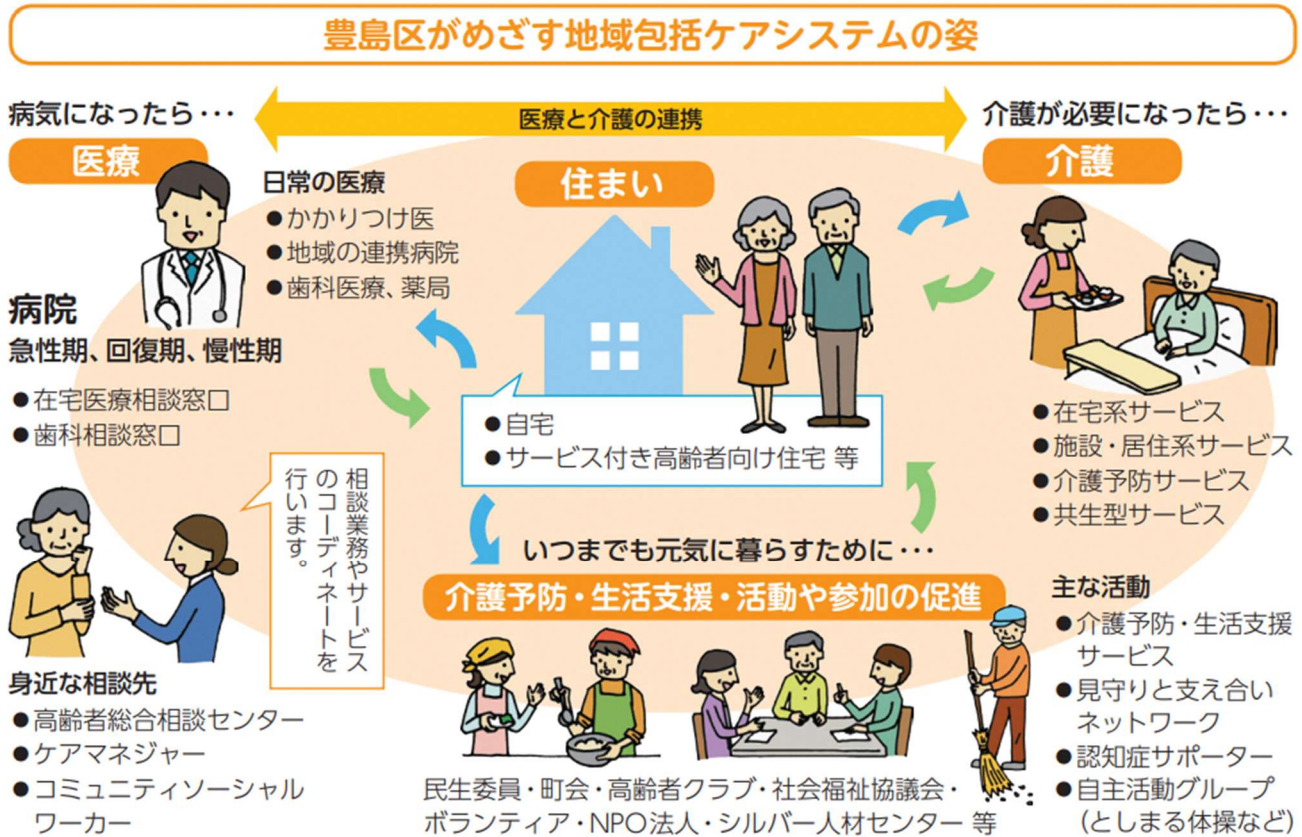 豊島区がめざす地域包括ケアシステムの姿
病気になったら・・・
医療と介護の連携
介護が必要になったら・・・
医療
住まい
介護
日常の医療
●かかりつけ医
●地域の連携病院
●歯科医療、薬局
病院
急性期、回復期、慢性期
●在宅医療相談窓口
●歯科相談窓口
●自宅
●サービス付き高齢者向け住宅 等
●在宅系サービス
●施設・居住系サービス
●介護予防サービス
●共生型サービス
相談業務やサービス
のコーディネートを
行います。
身近な相談先
●高齢者総合相談センター
●ケアマネジャー
●コミュニティソーシャル
ワーカー
いつまでも元気に暮らすために・・・
介護予防・生活支援・活動や参加の促進
民生委員・町会・高齢者クラブ・社会福祉協議会・
ボランティア・NPO法人・シルバー人材センター 等
主な活動
●介護予防・生活支援
サービス
●見守りと支え合い
ネットワーク
●認知症サポーター
●自主活動グループ
(としまる体操など)